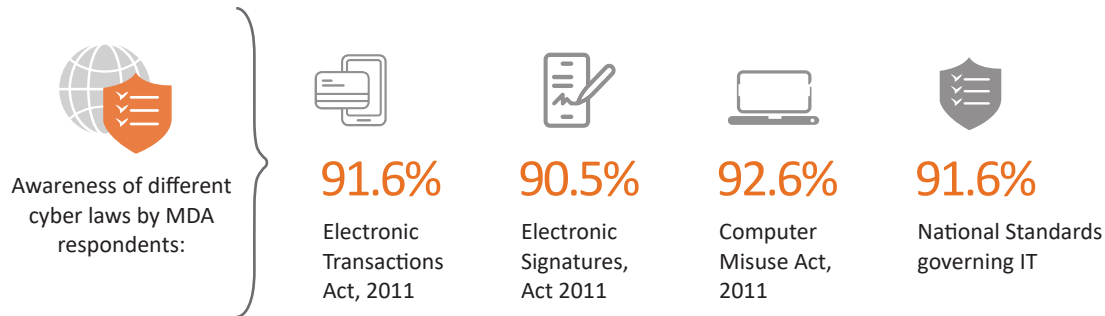 Awareness of different
cyber laws by MDA
respondents:
91.6%
Electronic
Transactions
Act, 2011
90.5%
Electronic
Signatures,
Act 2011
92.6%
Computer
Misuse Act,
2011
91.6%
National Standards
governing IT